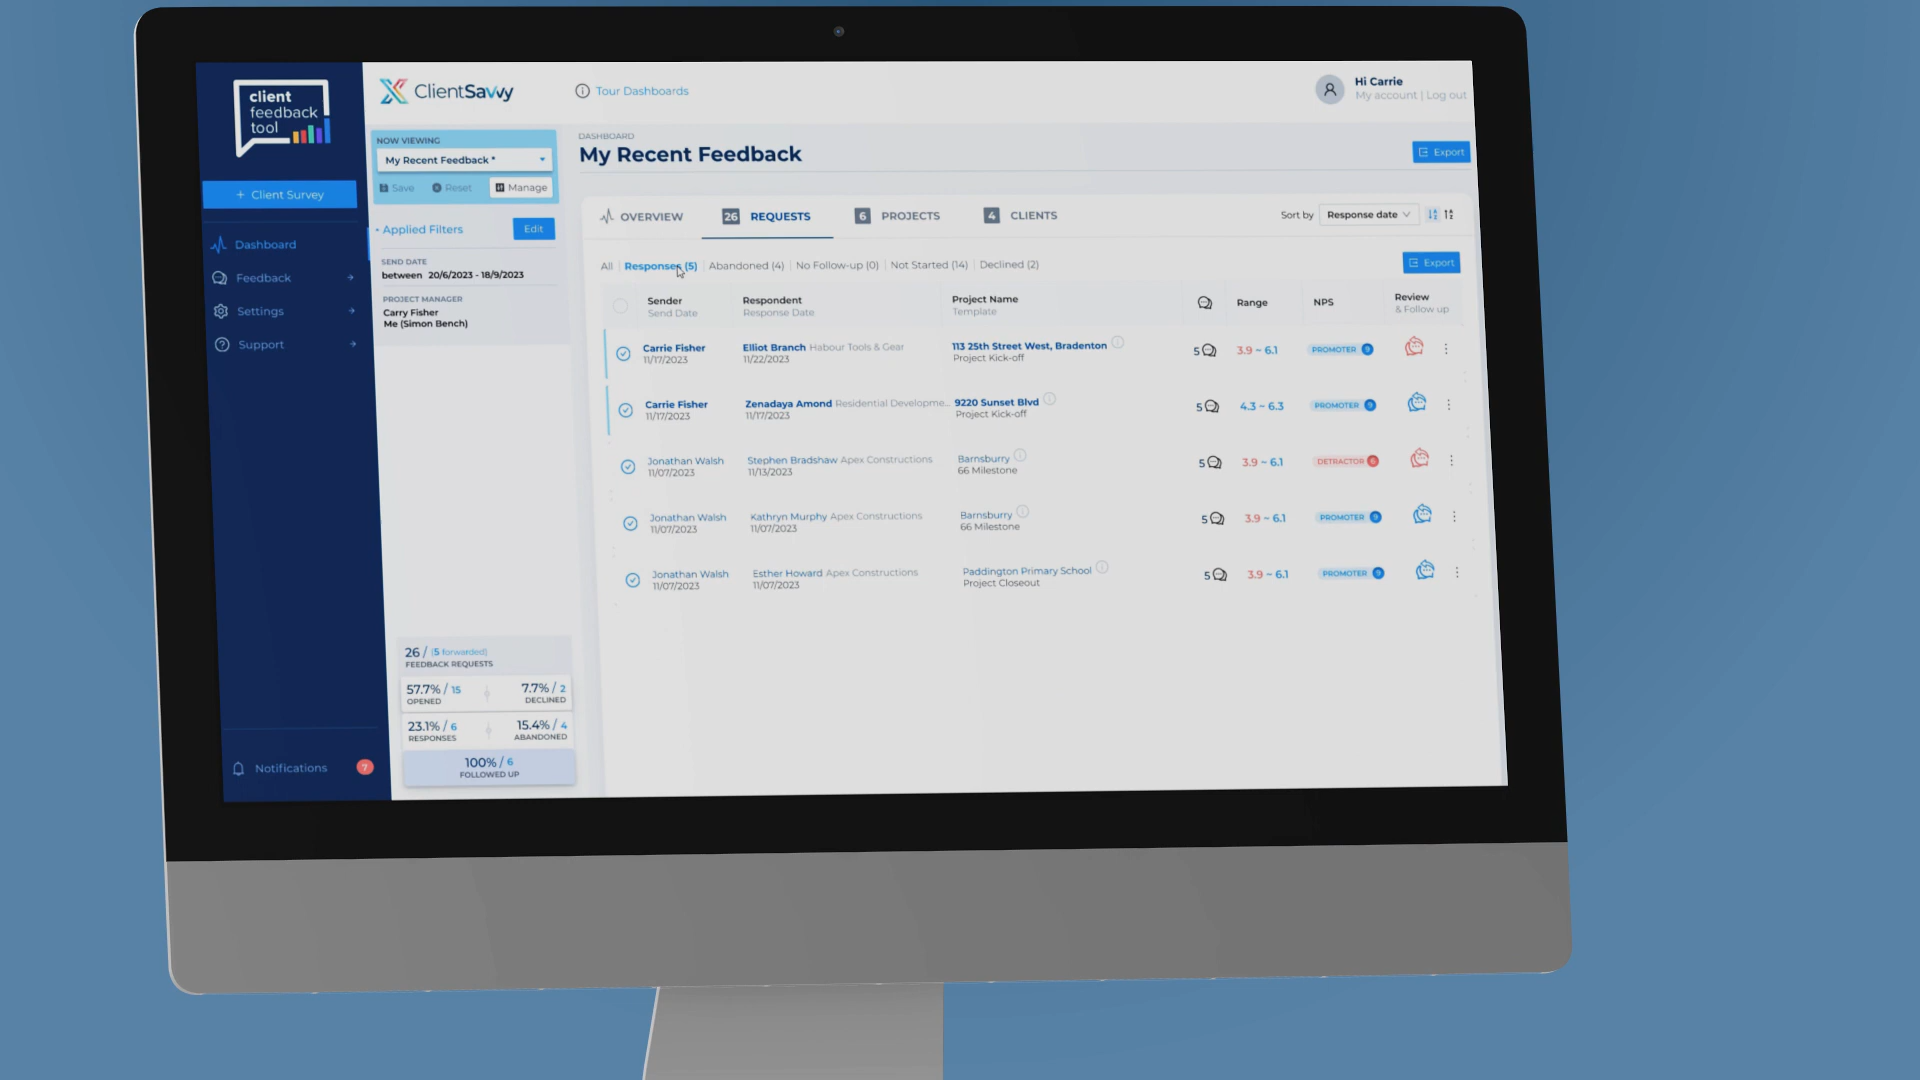 client
feedback
tool
+ Client Survey
Dashboard
Feedback
Settings
Support
Notifications
7
ClientSavvy
Tour Dashboards
Hi Carrie
My account | Log out
NOW VIEWING
My Recent Feedback *
Save Reset Manage
Applied Filters Edit
SEND DATE
between 20/6/2023 - 18/9/2023
PROJECT MANAGER
Carry Fisher
Me (Simon Bench)
26 / (5 forwarded)
FEEDBACK REQUESTS
57.7% / 15 7.7% / 2
OPENED DECLINED
23.1% / 6 15.4% / 4
RESPONSES ABANDONED
100% / 6
FOLLOWED UP
DASHBOARD
My Recent Feedback
Export
OVERVIEW 26 REQUESTS 6 PROJECTS 4 CLIENTS
Sort by Response date
All | Responses (5) | Abandoned (4) | No Follow-up (0) | Not Started (14) | Declined (2)
Export
Sender Respondent Project Name Range NPS Review
Send Date Response Date Template & Follow up
Carrie Fisher Elliot Branch Habour Tools & Gear 113 25th Street West, Bradenton 5 3.9 ~ 6.1 PROMOTER 9
11/17/2023 11/22/2023 Project Kick-off
Carrie Fisher Zenadaya Amond Residential Developme... 9220 Sunset Blvd 5 4.3 ~ 6.3 PROMOTER 9
11/17/2023 11/17/2023 Project Kick-off
Jonathan Walsh Stephen Bradshaw Apex Constructions Barnsburry 5 3.9 ~ 6.1 DETRACTOR
11/07/2023 11/13/2023 66 Milestone
Jonathan Walsh Kathryn Murphy Apex Constructions Barnsburry 5 3.9 ~ 6.1 PROMOTER 9
11/07/2023 11/07/2023 66 Milestone
Jonathan Walsh Esther Howard Apex Constructions Paddington Primary School 5 3.9 ~ 6.1 PROMOTER 9
11/07/2023 11/07/2023 Project Closeout